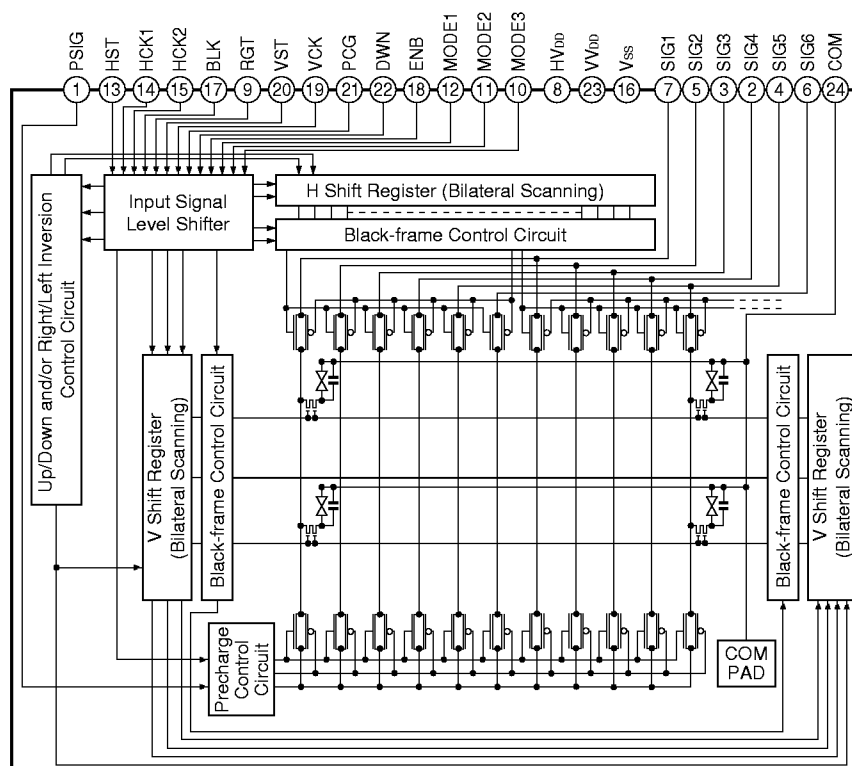 PSIG
HST
HCK1
HCK2
BLK
RGT
VST
VCK
PCG
DWN
ENB
MODE1
MODE2
MODE3
HVDD
VVDD
VSS
SIG1
SIG2
SIG3
SIG4
SIG5
SIG6
COM
1 13 14 15 17 9 20 19 21 22 18 12 11 10 8 23 16 7 5 3 2 4 6 24
Up/Down and/or Right/Left Inversion
Control Circuit
Input Signal
Level Shifter
H Shift Register (Bilateral Scanning)
Black-frame Control Circuit
V Shift Register
(Bilateral Scanning)
Black-frame Control Circuit
Black-frame Control Circuit
V Shift Register
(Bilateral Scanning)
Precharge
Control
Circuit
COM
PAD